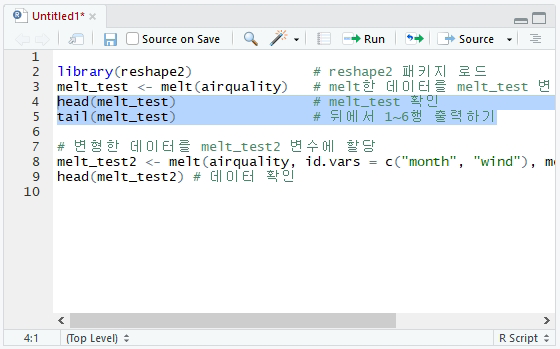 Untitled1*
Source on Save Run Source
1
2 library(reshape2) # reshape2 패키지 로드
3 melt_test <- melt(airquality) # melt한 데이터를 melt_test 변
4 head(melt_test) # melt_test 확인
5 tail(melt_test) # 뒤에서 1~6행 출력하기
6
7 # 변형한 데이터를 melt_test2 변수에 할당
8 melt_test2 <- melt(airquality, id.vars = c("month", "wind"), me
9 head(melt_test2) # 데이터 확인
10
4:1 (Top Level) R Script